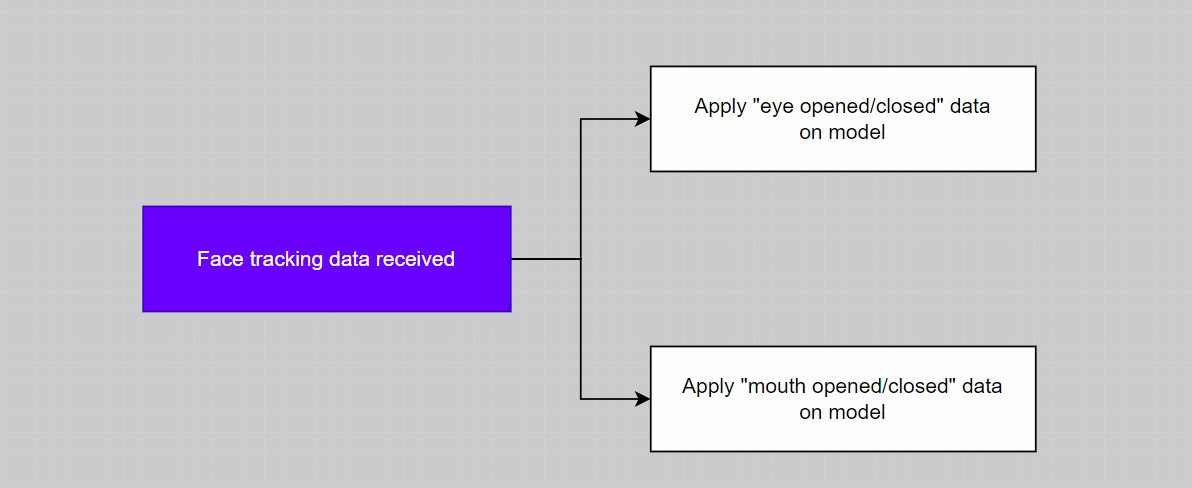 Apply "eye opened/closed" data
on model
Face tracking data received
Apply "mouth opened/closed" data
on model